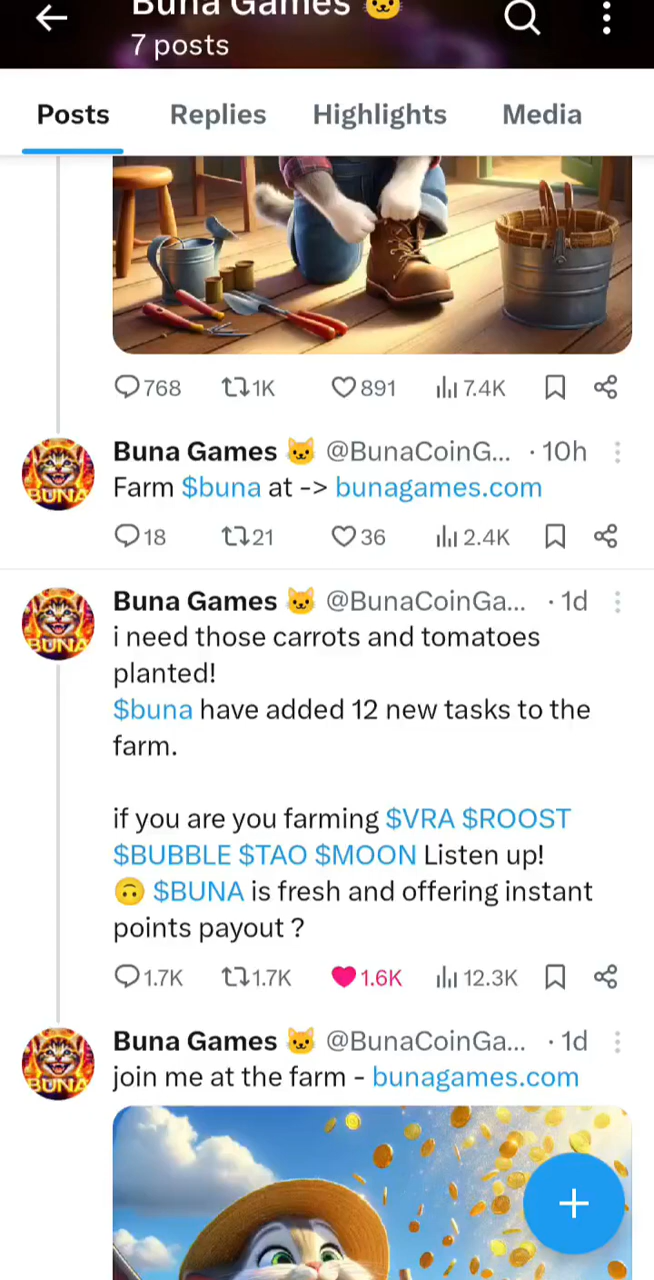 Buna Games 🐱
7 posts
Posts Replies Highlights Media
768 1K 891 7.4K
Buna Games 🐱 @BunaCoinG... · 10h
Farm $buna at -> bunagames.com
18 21 36 2.4K
Buna Games 🐱 @BunaCoinGa... · 1d
i need those carrots and tomatoes
planted!
$buna have added 12 new tasks to the
farm.
if you are you farming $VRA $ROOST
$BUBBLE $TAO $MOON Listen up!
🙃 $BUNA is fresh and offering instant
points payout ?
1.7K 1.7K 1.6K 12.3K
Buna Games 🐱 @BunaCoinGa... · 1d
join me at the farm - bunagames.com
BUNA
BUNA
BUNA